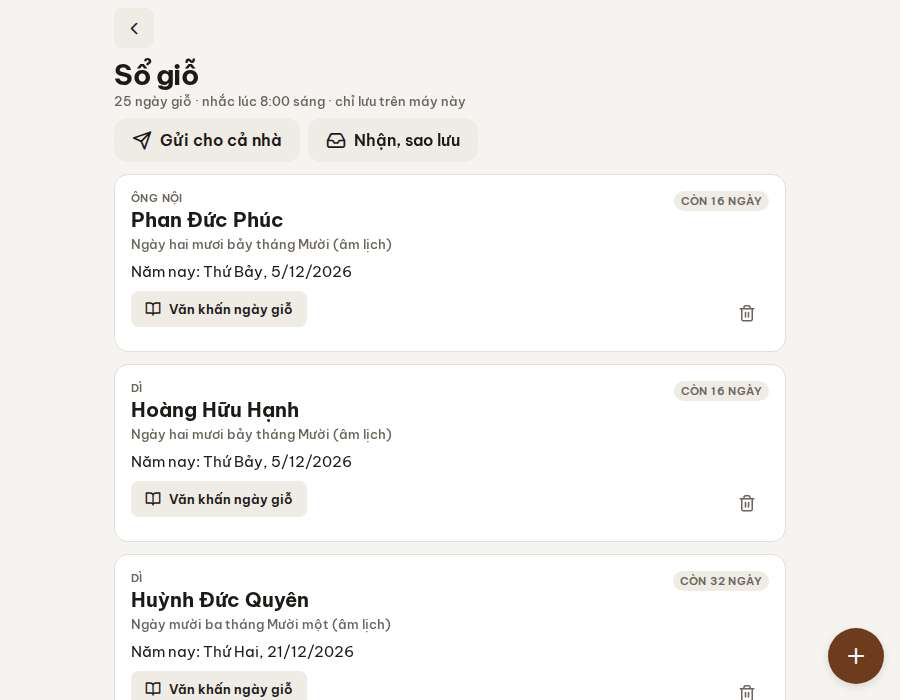 Sổ giỗ
25 ngày giỗ · nhắc lúc 8:00 sáng · chỉ lưu trên máy này
Gửi cho cả nhà
Nhận, sao lưu
ÔNG NỘI
CÒN 16 NGÀY
Phan Đức Phúc
Ngày hai mươi bảy tháng Mười (âm lịch)
Năm nay: Thứ Bảy, 5/12/2026
Văn khấn ngày giỗ
DÌ
CÒN 16 NGÀY
Hoàng Hữu Hạnh
Ngày hai mươi bảy tháng Mười (âm lịch)
Năm nay: Thứ Bảy, 5/12/2026
Văn khấn ngày giỗ
DÌ
CÒN 32 NGÀY
Huỳnh Đức Quyên
Ngày mười ba tháng Mười một (âm lịch)
Năm nay: Thứ Hai, 21/12/2026
Văn khấn ngày giỗ